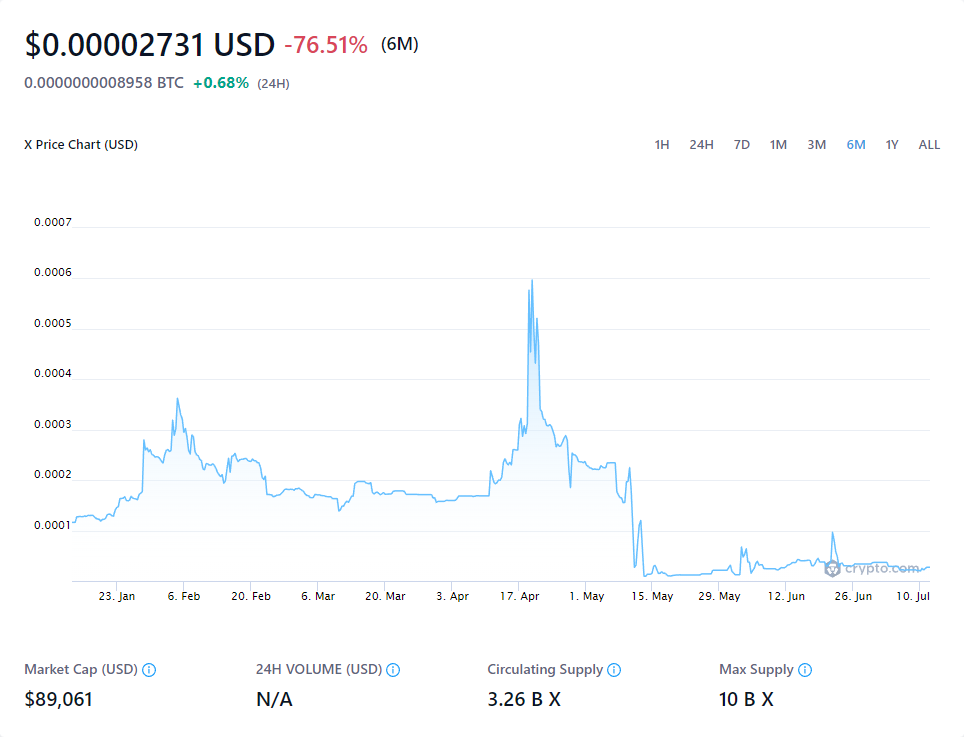 $0.00002731 USD -76.51% (6M)
0.0000000008958 BTC +0.68% (24H)
X Price Chart (USD) 1H 24H 7D 1M 3M 6M 1Y ALL
0.0007
0.0006
0.0005
0.0004
0.0003
0.0002
0.0001
crypto.com
23. Jan 6. Feb 20. Feb 6. Mar 20. Mar 3. Apr 17. Apr 1. May 15. May 29. May 12. Jun 26. Jun 10. Jul
Market Cap (USD) 24H VOLUME (USD) Circulating Supply Max Supply
$89,061 N/A 3.26 B X 10 B X